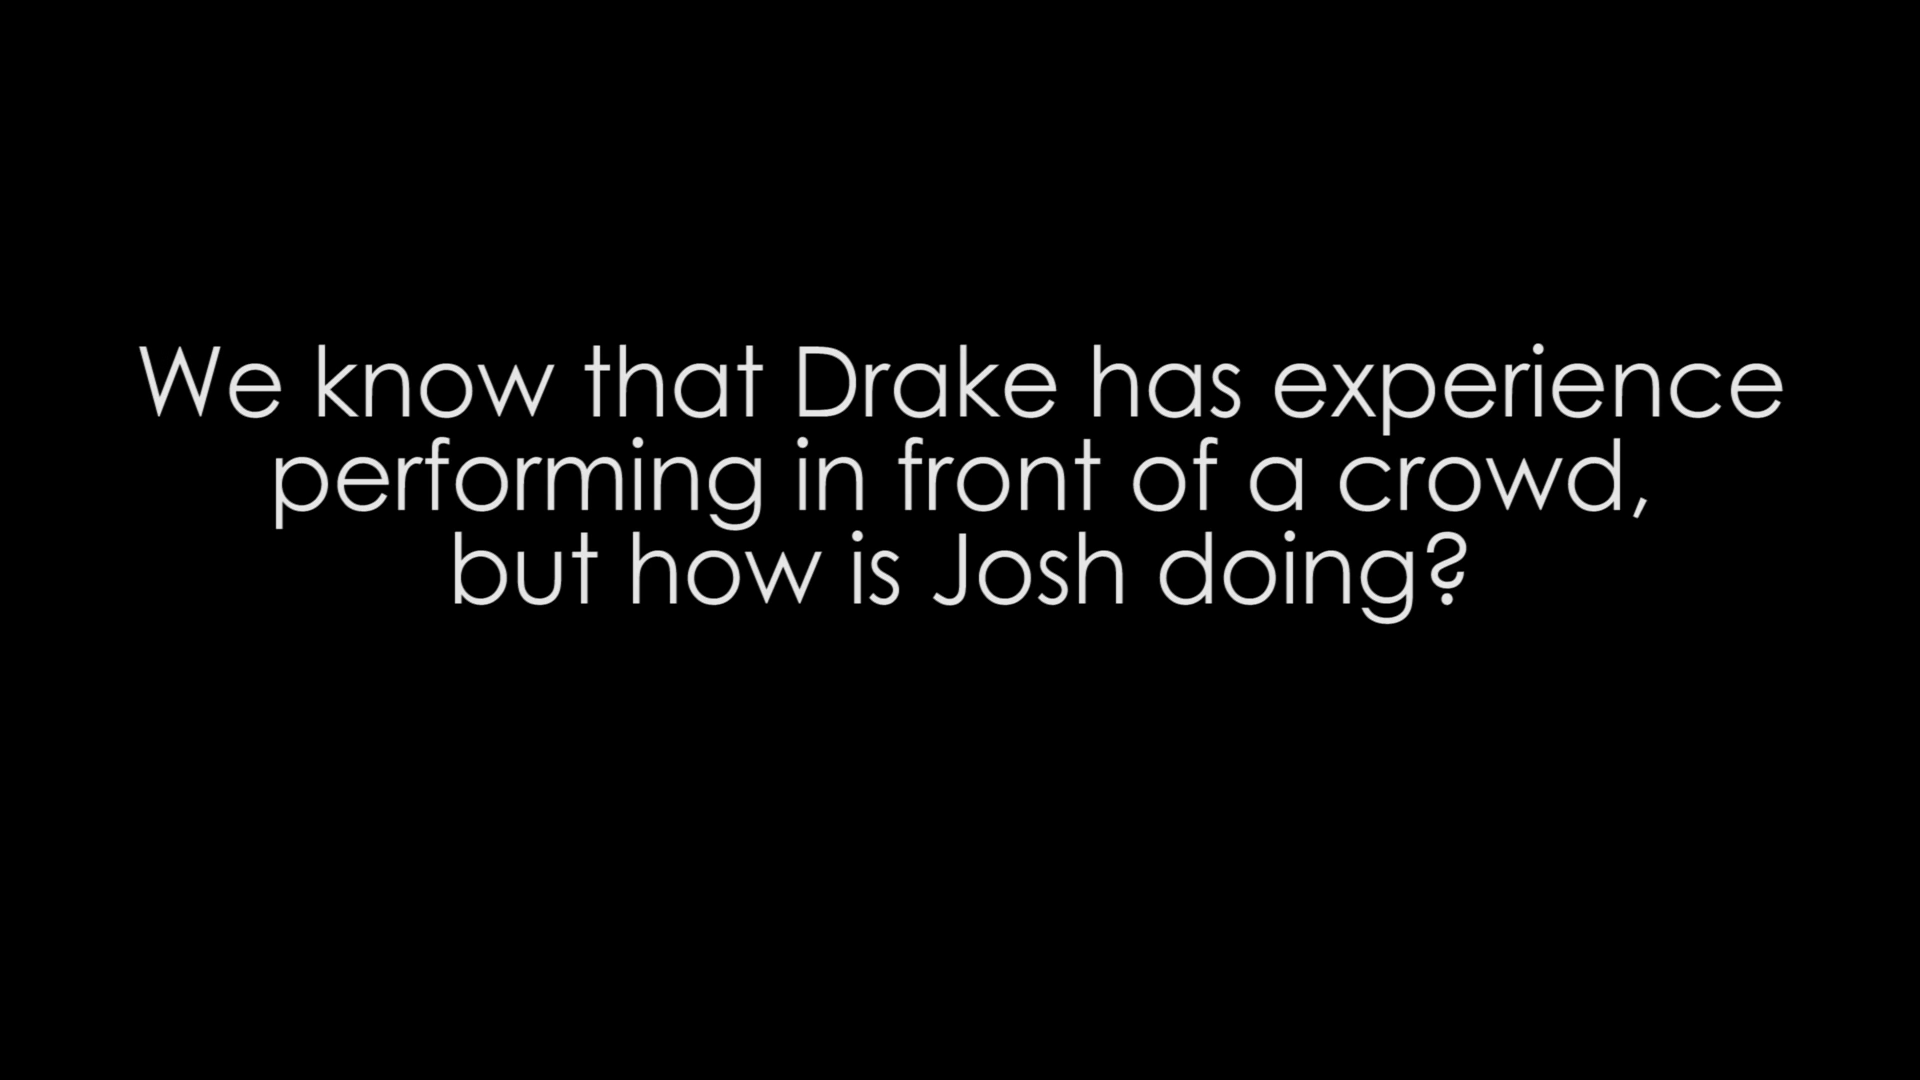 We know that Drake has experience
performing in front of a crowd,
but how is Josh doing?